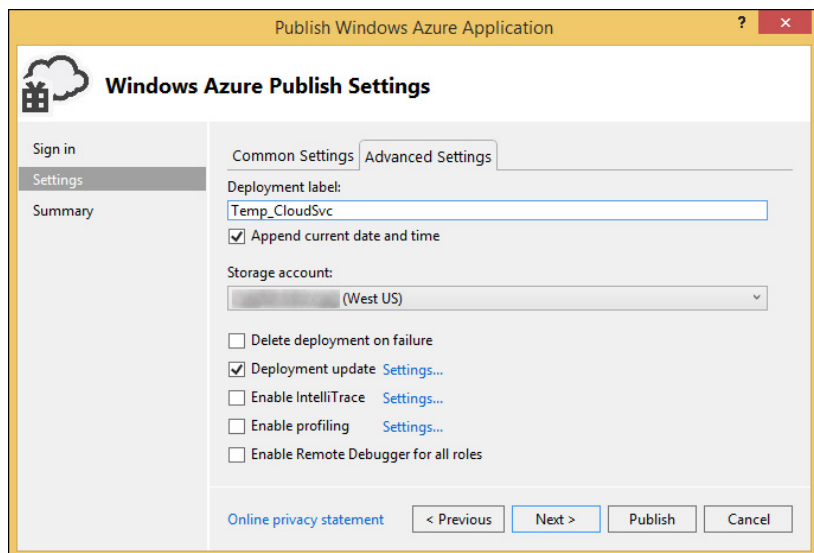 Publish Windows Azure Application
?
Windows Azure Publish Settings
Sign in
Settings
Summary
Common Settings
Advanced Settings
Deployment label:
Temp_CloudSvc
Append current date and time
Storage account:
(West US)
Delete deployment on failure
Deployment update Settings...
Enable IntelliTrace Settings...
Enable profiling Settings...
Enable Remote Debugger for all roles
Online privacy statement
< Previous
Next >
Publish
Cancel